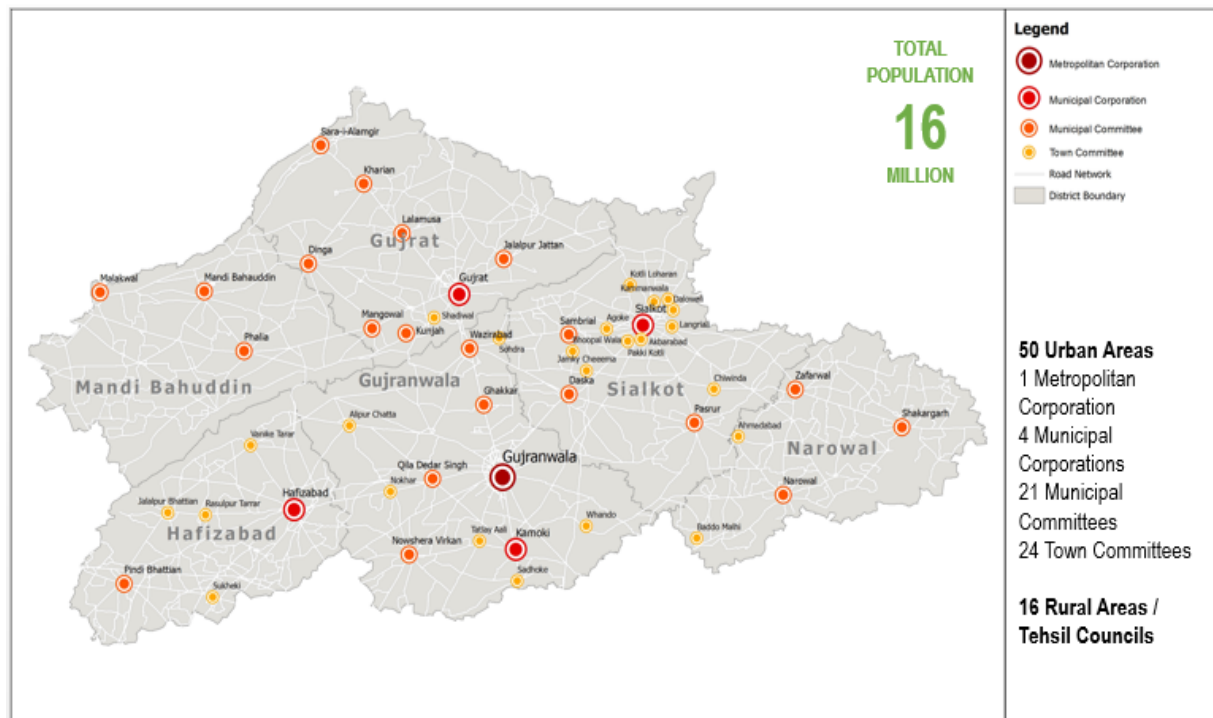 TOTAL
POPULATION
16
MILLION
Sara-i-Alamgir
Kharian
Lalamusa
Gujrat
Dinga
Jalalpur Jattan
Malakwal
Mandi Bahauddin
Gujrat
Kotli Loharan
Kammanwala
Dalowell
Shadiwal
Sialkot
Mangowal
Kunjah
Sambrial
Agoke
Langriali
Wazirabad
Sohdra
Bhoopal Wala
Akbarabad
Pakki Kotli
Phalia
Jamky Cheeema
Mandi Bahuddin
Gujranwala
Sialkot
Ghakkar
Daska
Chiwinda
Zafarwal
Alipur Chatta
Pasrur
Shakargarh
Vanike Tarar
Ahmedabad
Narowal
Gujranwala
Qila Dedar Singh
Nokhar
Hafizabad
Narowal
Jalalpur Bhattian
Rasulpur Tarrar
Hafizabad
Whando
Tatlay Aali
Kamoki
Baddo Malhi
Nowshera Virkan
Pindi Bhattian
Sadhoke
Sukheki
Legend
Metropolitan Corporation
Municipal Corporation
Municipal Committee
Town Committee
Road Network
District Boundary
50 Urban Areas
1 Metropolitan
Corporation
4 Municipal
Corporations
21 Municipal
Committees
24 Town Committees
16 Rural Areas /
Tehsil Councils